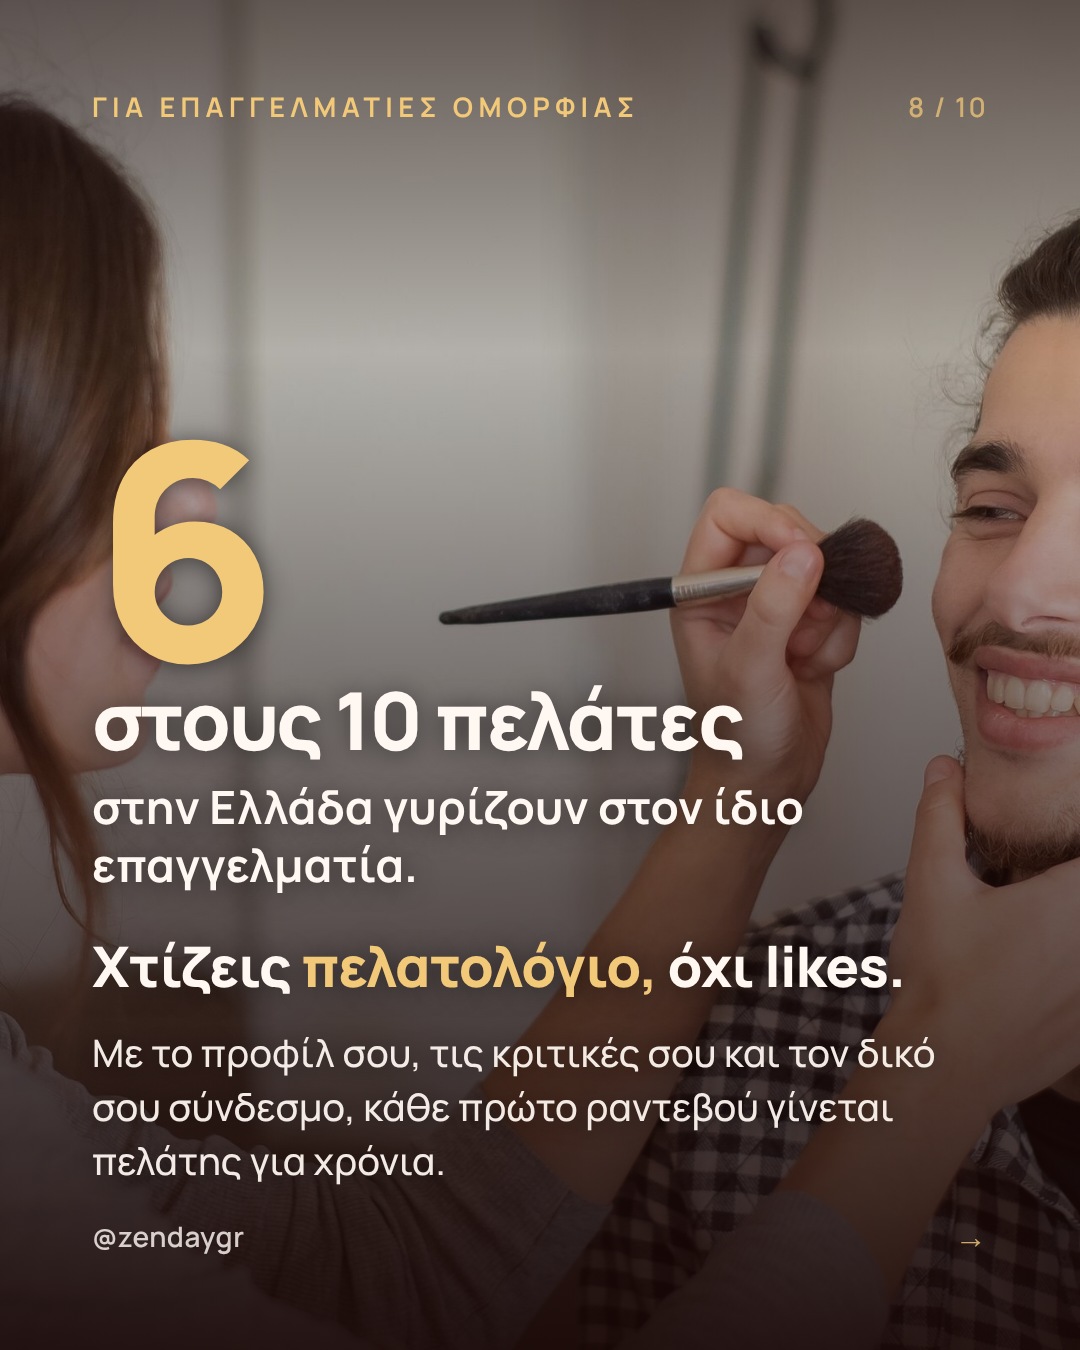 ΓΙΑ ΕΠΑΓΓΕΛΜΑΤΙΕΣ ΟΜΟΡΦΙΑΣ
8 / 10
6
στους 10 πελάτες
στην Ελλάδα γυρίζουν στον ίδιο
επαγγελματία.
Χτίζεις πελατολόγιο, όχι likes.
Με το προφίλ σου, τις κριτικές σου και τον δικό
σου σύνδεσμο, κάθε πρώτο ραντεβού γίνεται
πελάτης για χρόνια.
@zendaygr
→